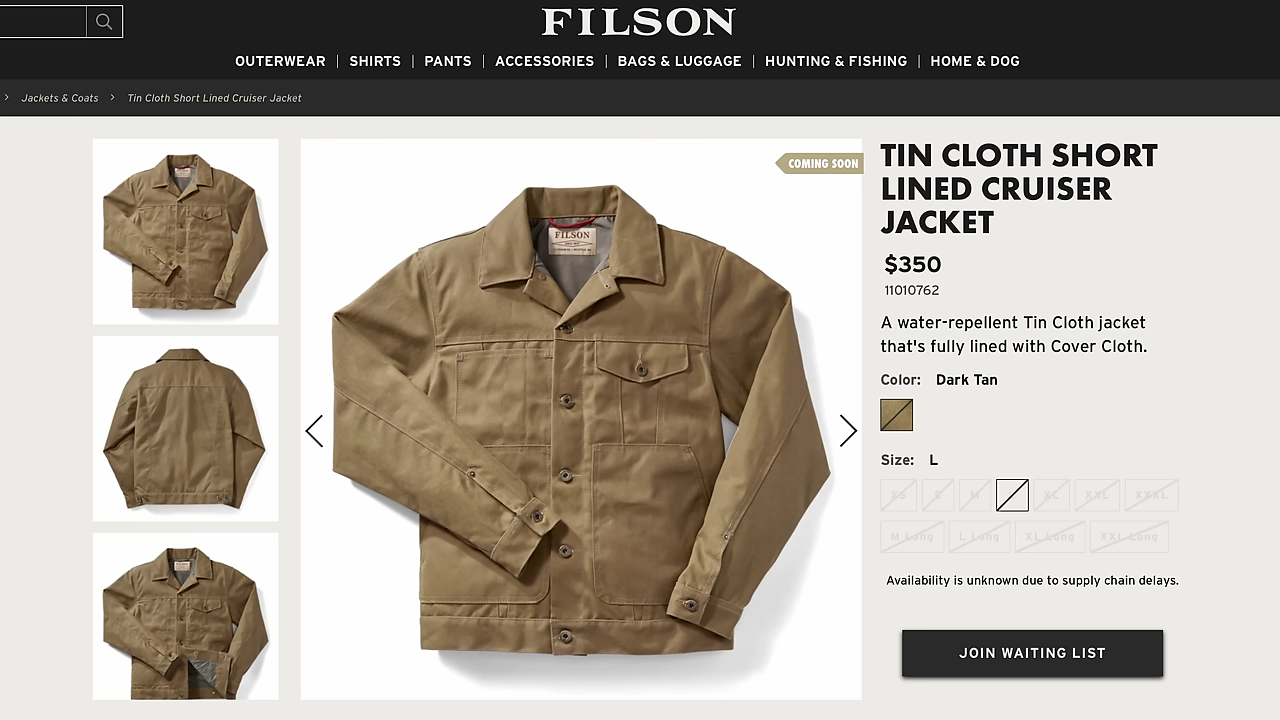 FILSON
OUTERWEAR | SHIRTS | PANTS | ACCESSORIES | BAGS & LUGGAGE | HUNTING & FISHING | HOME & DOG
› Jackets & Coats › Tin Cloth Short Lined Cruiser Jacket
COMING SOON
FILSON
TIN CLOTH SHORT
LINED CRUISER
JACKET
$350
11010762
A water-repellent Tin Cloth jacket
that's fully lined with Cover Cloth.
Color: Dark Tan
Size: L
XS S M XL XXL XXXL
M Long L Long XL Long XXL Long
Availability is unknown due to supply chain delays.
JOIN WAITING LIST